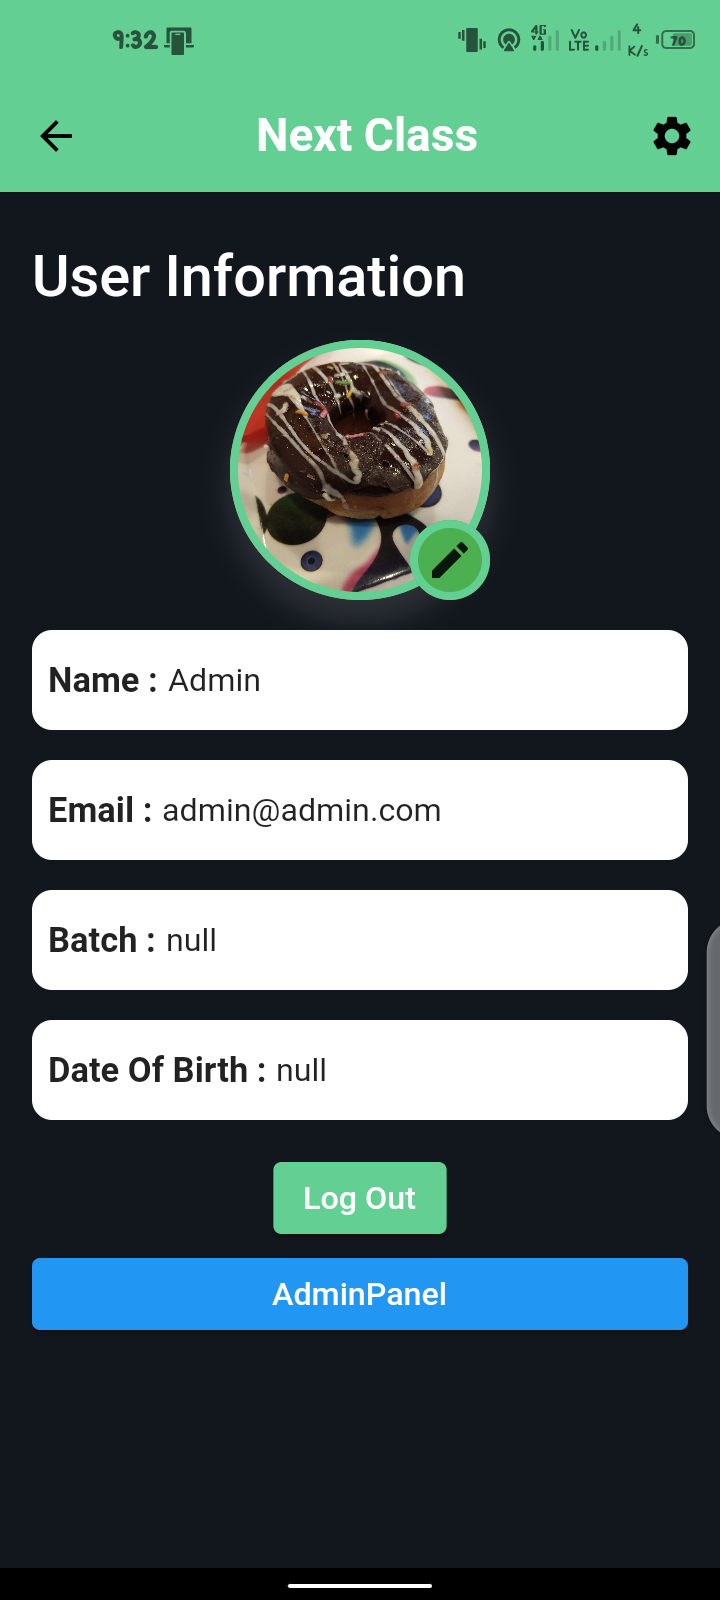 9:32 4G Vo LTE 4 K/s 70
Next Class
User Information
Name : Admin
Email : admin@admin.com
Batch : null
Date Of Birth : null
Log Out
AdminPanel